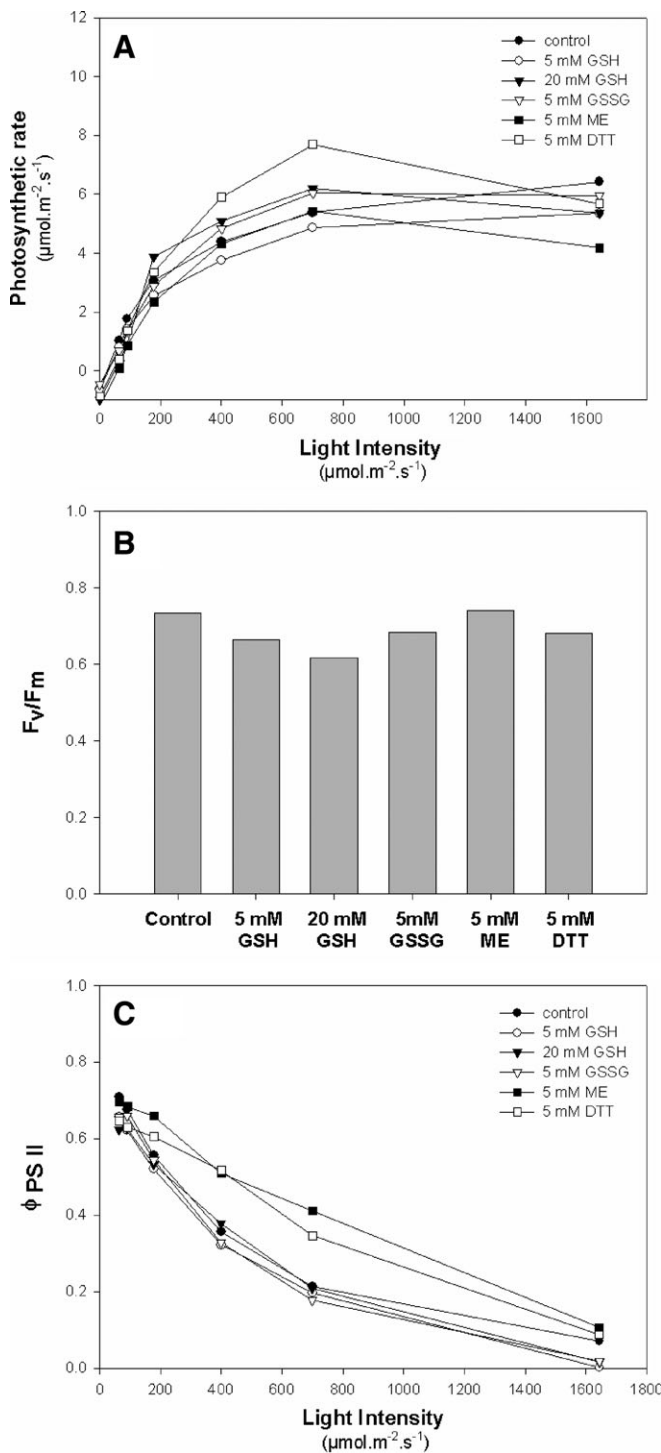 A
12
10
8
6
4
2
0
Photosynthetic rate
(µmol.m⁻².s⁻¹)
control
5 mM GSH
20 mM GSH
5 mM GSSG
5 mM ME
5 mM DTT
0 200 400 600 800 1000 1200 1400 1600
Light Intensity
(µmol.m⁻².s⁻¹)
B
1.0
0.8
0.6
0.4
0.2
0.0
Fv/Fm
Control 5 mM GSH 20 mM GSH 5mM GSSG 5 mM ME 5 mM DTT
C
1.0
0.8
0.6
0.4
0.2
0.0
ϕ PS II
control
5 mM GSH
20 mM GSH
5 mM GSSG
5 mM ME
5 mM DTT
0 200 400 600 800 1000 1200 1400 1600 1800
Light Intensity
(µmol.m⁻².s⁻¹)